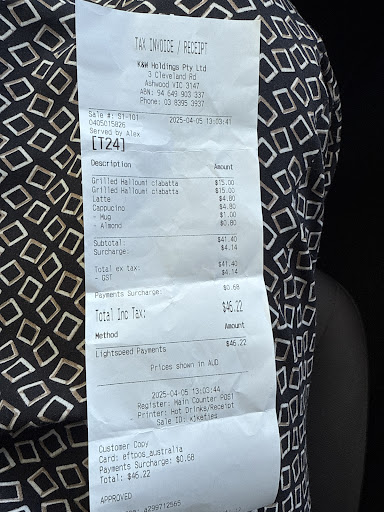 TAX INVOICE / RECEIPT
K&W Holdings Pty Ltd
3 Cleveland Rd
Ashwood VIC 3147
ABN: 94 649 903 337
Phone: 03 8395 3937
Sale #: S1-101 2025-04-05 13:03:41
0405015826
Served by Alex
[T24]
Description Amount
Grilled Halloumi ciabatta $15.00
Grilled Halloumi ciabatta $15.00
Latte $4.80
Cappucino $4.80
- Mug $1.00
- Almond $0.80
Subtotal: $41.40
Surcharge: $4.14
Total ex tax: $41.40
- GST $4.14
Payments Surcharge: $0.68
Total Inc Tax: $46.22
Method Amount
Lightspeed Payments $46.22
Prices shown in AUD
2025-04-05 13:03:44
Register: Main Counter POS1
Printer: Hot Drinks/Receipt
Sale ID:
Customer Copy
Card: eftpos_australia
Payments Surcharge: $0.68
Total: $46.22
APPROVED
A299712565